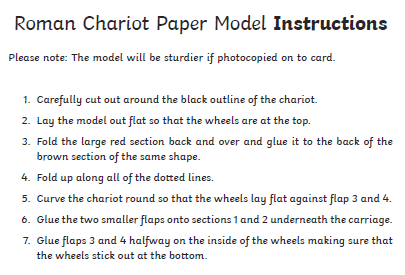 Roman Chariot Paper Model Instructions
Please note: The model will be sturdier if photocopied on to card.
1. Carefully cut out around the black outline of the chariot.
2. Lay the model out flat so that the wheels are at the top.
3. Fold the large red section back and over and glue it to the back of the
brown section of the same shape.
4. Fold up along all of the dotted lines.
5. Curve the chariot round so that the wheels lay flat against flap 3 and 4.
6. Glue the two smaller flaps onto sections 1 and 2 underneath the carriage.
7. Glue flaps 3 and 4 halfway on the inside of the wheels making sure that
the wheels stick out at the bottom.